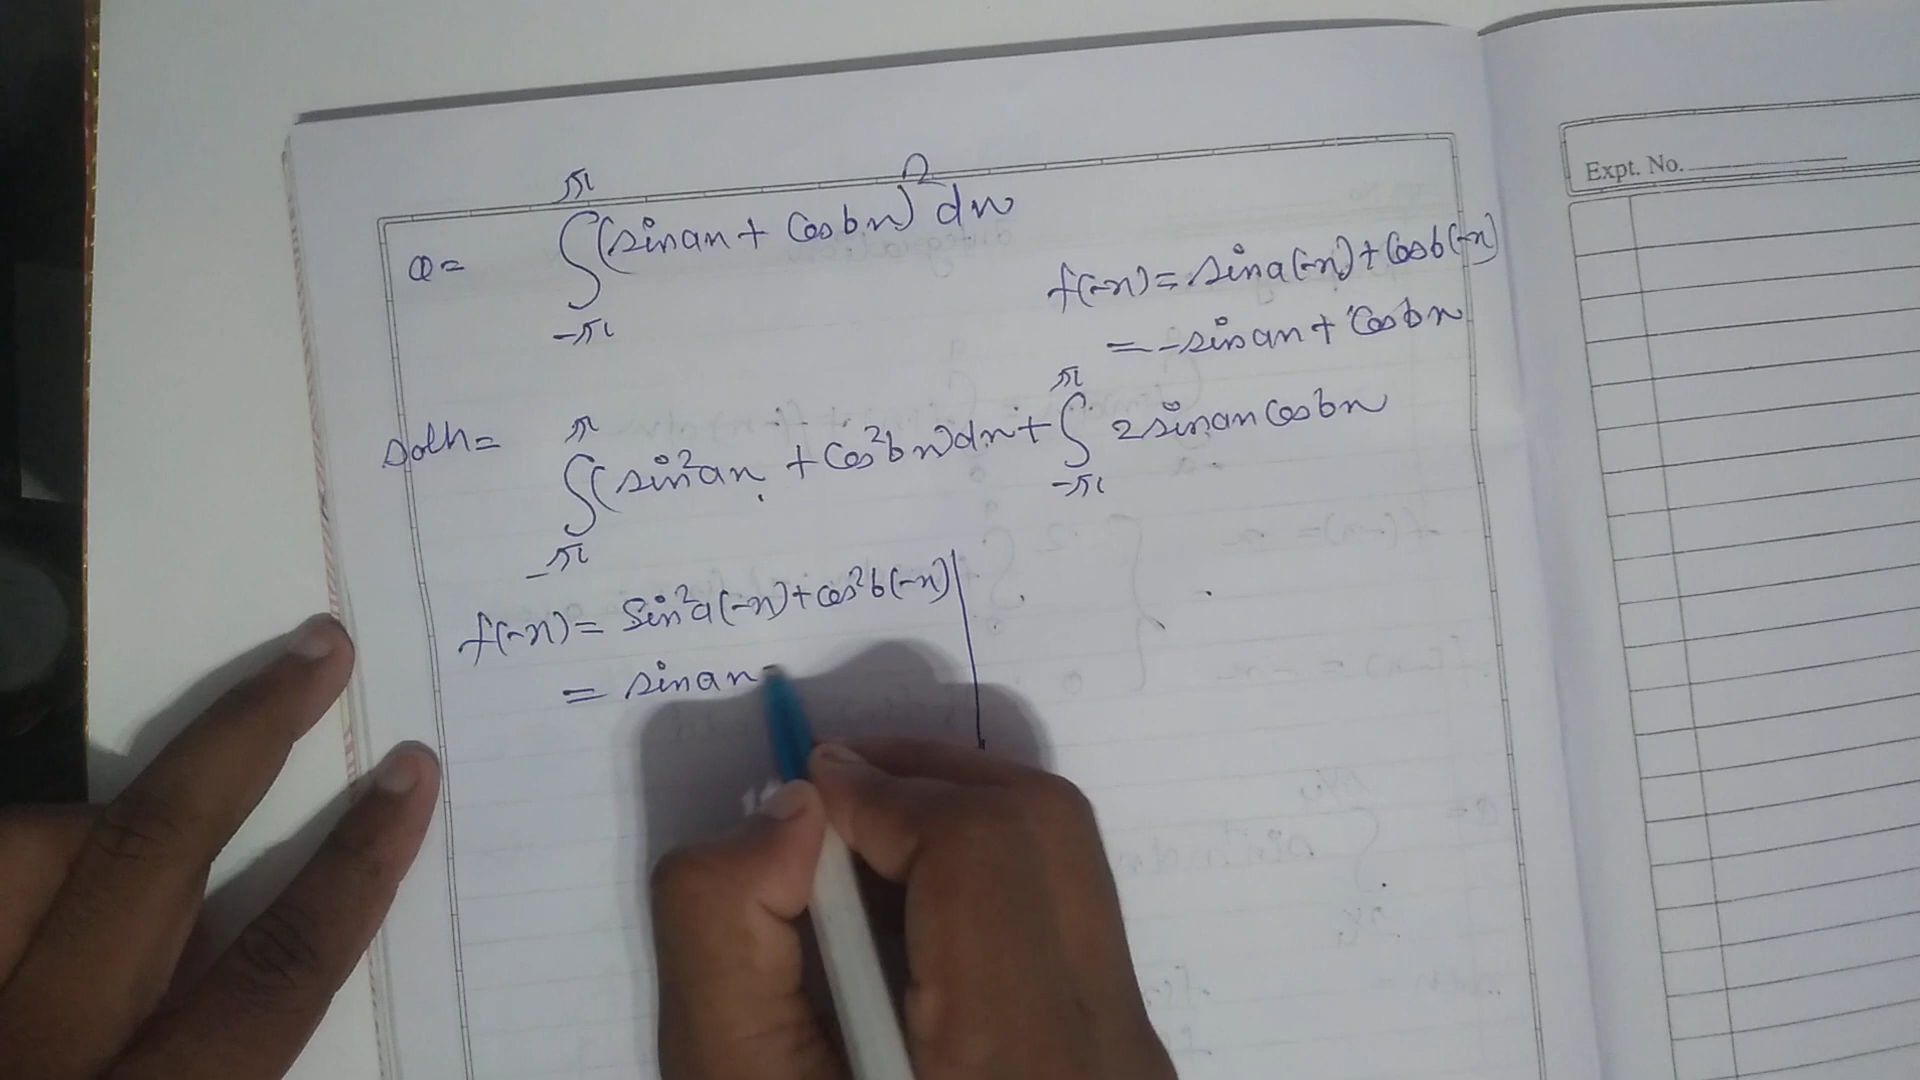 π
Q= ∫(sinax + cosbx)² dx
-π
f(-x) = sina(-x) + cosb(-x)
= -sinax + cosbx
π π
Soln= ∫(sin²ax + cos²bx)dx + ∫ 2sinax cosbx
-π -π
f(-x) = sin²a(-x) + cos²b(-x)
= sinax
Expt. No.